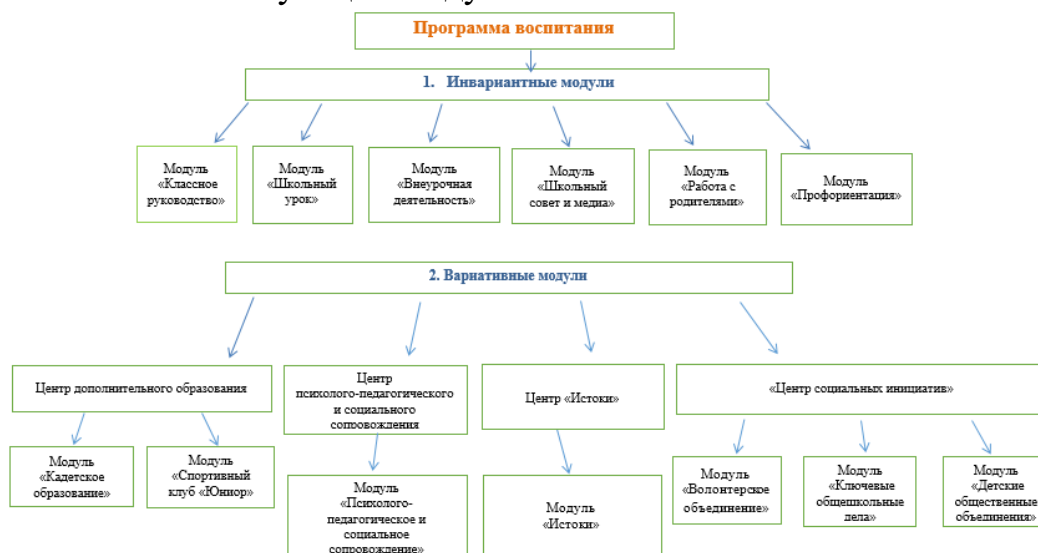 Программа воспитания
1. Инвариантные модули
Модуль
«Классное
руководство»
Модуль
«Школьный
урок»
Модуль
«Внеурочная
деятельность»
Модуль
«Школьный
совет и медиа»
Модуль
«Работа с
родителями»
Модуль
«Профориентация»
2. Вариативные модули
Центр дополнительного образования
Центр
психолого-педагогического
и социального
сопровождения
Центр «Истоки»
«Центр социальных инициатив»
Модуль
«Кадетское
образование»
Модуль
«Спортивный
клуб «Юниор»
Модуль
«Психолого-
педагогическое и
социальное
сопровождение»
Модуль
«Истоки»
Модуль
«Волонтерское
объединение»
Модуль
«Ключевые
общешкольные
дела»
Модуль
«Детские
общественные
объединения»